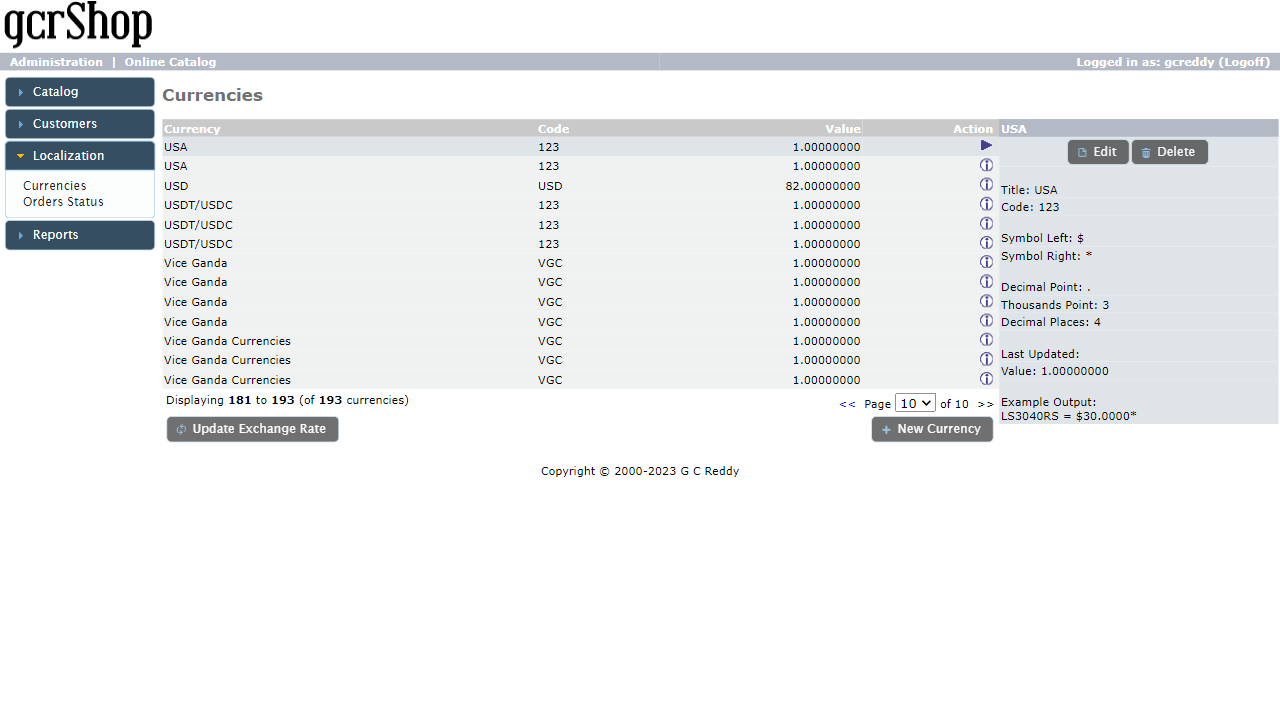 gcrShop
Administration | Online Catalog Logged in as: gcreddy (Logoff)
Catalog
Customers
Localization
Currencies
Orders Status
Reports
Currencies
Currency Code Value Action
USA 123 1.00000000
USA 123 1.00000000
USD USD 82.00000000
USDT/USDC 123 1.00000000
USDT/USDC 123 1.00000000
USDT/USDC 123 1.00000000
Vice Ganda VGC 1.00000000
Vice Ganda VGC 1.00000000
Vice Ganda VGC 1.00000000
Vice Ganda VGC 1.00000000
Vice Ganda Currencies VGC 1.00000000
Vice Ganda Currencies VGC 1.00000000
Vice Ganda Currencies VGC 1.00000000
Displaying 181 to 193 (of 193 currencies) << Page 10 of 10 >>
Update Exchange Rate New Currency
USA
Edit Delete
Title: USA
Code: 123
Symbol Left: $
Symbol Right: *
Decimal Point: .
Thousands Point: 3
Decimal Places: 4
Last Updated:
Value: 1.00000000
Example Output:
LS3040RS = $30.0000*
Copyright © 2000-2023 G C Reddy